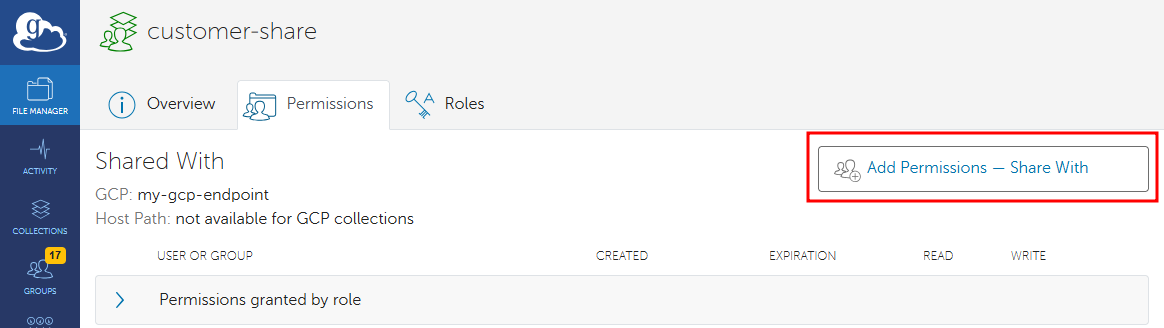 g
customer-share
FILE MANAGER
Overview
Permissions
Roles
ACTIVITY
Shared With
Add Permissions — Share With
GCP: my-gcp-endpoint
Host Path: not available for GCP collections
COLLECTIONS
USER OR GROUP CREATED EXPIRATION READ WRITE
17
GROUPS
Permissions granted by role